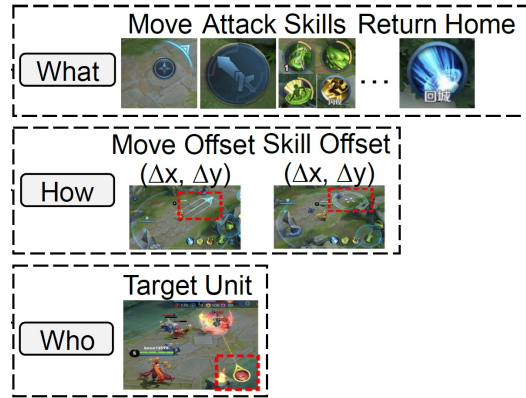 Move Attack Skills Return Home
What
1
...
回城
Move Offset Skill Offset
(Δx, Δy) (Δx, Δy)
How
Target Unit
Who